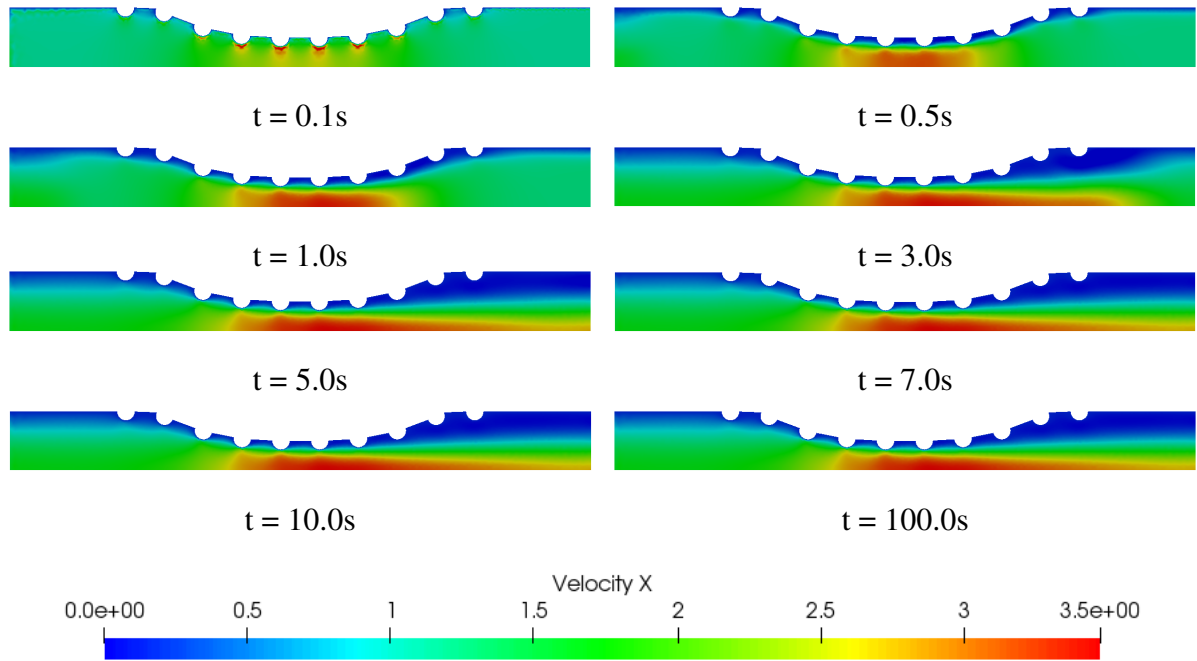 t = 0.1s
t = 0.5s
t = 1.0s
t = 3.0s
t = 5.0s
t = 7.0s
t = 10.0s
t = 100.0s
Velocity X
0.0e+00 0.5 1 1.5 2 2.5 3 3.5e+00